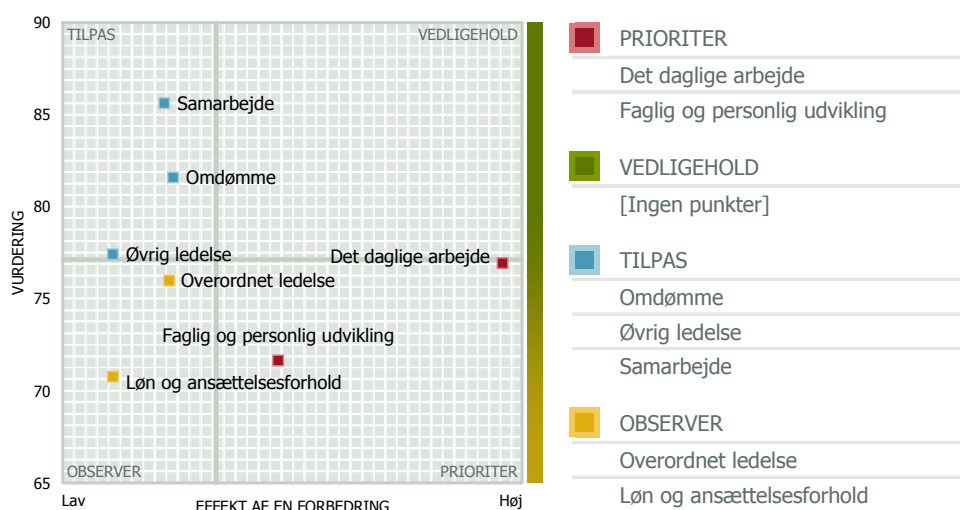 90
TILPAS
VEDLIGEHOLD
Samarbejde
85
Omdømme
80
Øvrig ledelse
Det daglige arbejde
Overordnet ledelse
75
Faglig og personlig udvikling
Løn og ansættelsesforhold
70
OBSERVER
PRIORITER
65
VURDERING
Lav
EFFEKT AF EN FORBEDRING
Høj
PRIORITER
Det daglige arbejde
Faglig og personlig udvikling
VEDLIGEHOLD
[Ingen punkter]
TILPAS
Omdømme
Øvrig ledelse
Samarbejde
OBSERVER
Overordnet ledelse
Løn og ansættelsesforhold